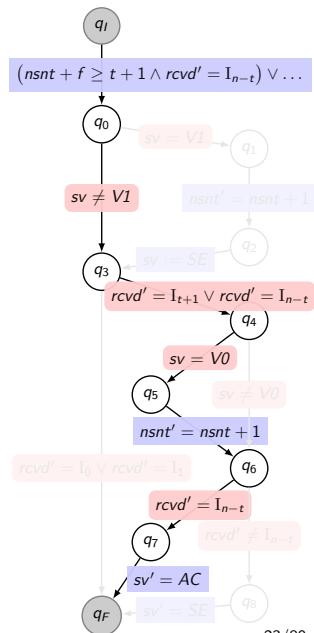 q_I
(nsnt + f ≥ t + 1 ∧ rcvd′ = I_{n−t}) ∨ …
q_0
sv = V1
q_1
sv ≠ V1
nsnt′ = nsnt + 1
q_2
sv := SE
q_3
rcvd′ = I_{t+1} ∨ rcvd′ = I_{n−t}
q_4
sv = V0
q_5
sv ≠ V0
nsnt′ = nsnt + 1
rcvd′ = I_0 ∨ rcvd′ = I_1
q_6
rcvd′ = I_{n−t}
q_7
rcvd′ ≠ I_{n−t}
sv′ = AC
q_F
sv′ = SE
q_8